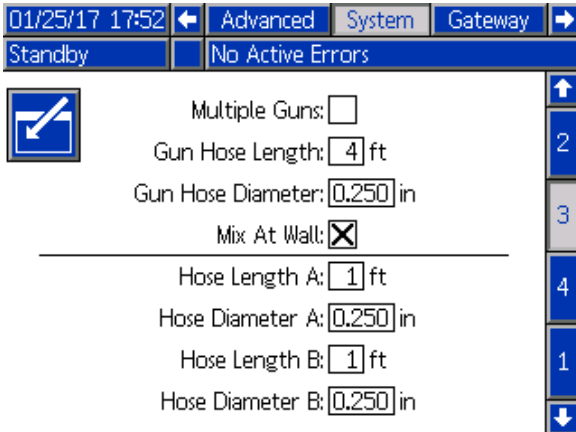 01/25/17 17:52 Advanced System Gateway
Standby No Active Errors
Multiple Guns:
Gun Hose Length: 4 ft
Gun Hose Diameter: 0.250 in
Mix At Wall:
Hose Length A: 1 ft
Hose Diameter A: 0.250 in
Hose Length B: 1 ft
Hose Diameter B: 0.250 in
2
3
4
1